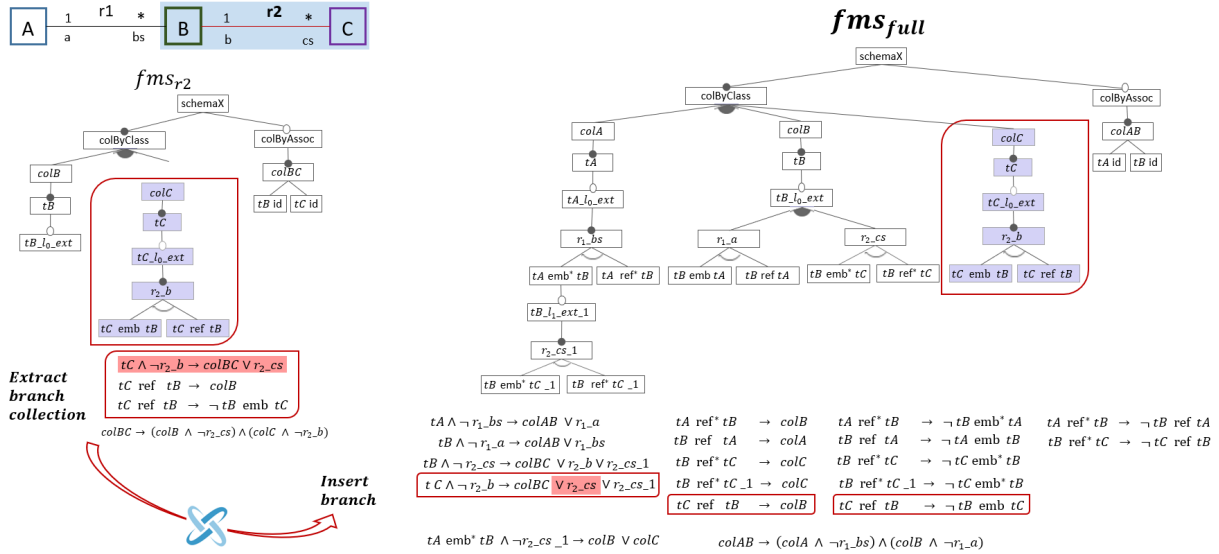 1 r1 * 1 r2 *
A B C
a bs b cs
fms_r2
schemaX
colByClass colByAssoc
colB colBC
tB tB id tC id
tB_l₀_ext
colC
tC
tC_l₀_ext
r₂_b
tC emb tB tC ref tB
Extract
branch
collection
tC ∧ ¬r₂_b → colBC ∨ r₂_cs
tC ref tB → colB
tC ref tB → ¬ tB emb tC
colBC → (colB ∧ ¬r₂_cs) ∧ (colC ∧ ¬r₂_b)
Insert
branch
fms_full
schemaX
colByClass colByAssoc
colA colB colC colAB
tA tB tC tA id tB id
tA_l₀_ext tB_l₀_ext tC_l₀_ext
r₁_bs r₁_a r₂_cs r₂_b
tA emb* tB tA ref* tB tB emb tA tB ref tA tB emb* tC tB ref* tC tC emb tB tC ref tB
tB_l₁_ext_1
r₂_cs_1
tB emb* tC _1 tB ref* tC_1
tA ∧ ¬ r₁_bs → colAB ∨ r₁_a
tB ∧ ¬ r₁_a → colAB ∨ r₁_bs
tB ∧ ¬ r₂_cs → colBC ∨ r₂_b ∨ r₂_cs_1
tC ∧ ¬ r₂_b → colBC ∨ r₂_cs ∨ r₂_cs_1
tA ref* tB → colB
tB ref tA → colA
tB ref* tC → colC
tB ref* tC _1 → colC
tC ref tB → colB
tA ref* tB → ¬ tB emb* tA
tB ref tA → ¬ tA emb tB
tB ref* tC → ¬ tC emb* tB
tB ref* tC_1 → ¬ tC emb* tB
tC ref tB → ¬ tB emb tC
tA ref* tB → ¬ tB ref tA
tB ref* tC → ¬ tC ref tB
tA emb* tB ∧ ¬r₂_cs _1 → colB ∨ colC
colAB → (colA ∧ ¬r₁_bs) ∧ (colB ∧ ¬r₁_a)